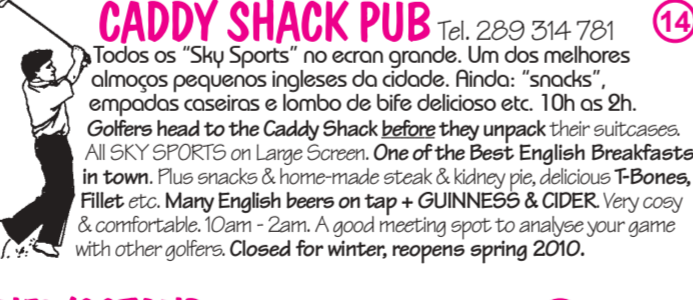 CADDY SHACK PUB Tel. 289 314 781 14
Todos os “Sky Sports” no ecran grande. Um dos melhores
almoços pequenos ingleses da cidade. Ainda: “snacks”,
empadas caseiras e lombo de bife delicioso etc. 10h as 2h.
Golfers head to the Caddy Shack before they unpack their suitcases.
All SKY SPORTS on Large Screen. One of the Best English Breakfasts
in town. Plus snacks & home-made steak & kidney pie, delicious T-Bones,
Fillet etc. Many English beers on tap + GUINNESS & CIDER. Very cosy
& comfortable. 10am - 2am. A good meeting spot to analyse your game
with other golfers. Closed for winter, reopens spring 2010.